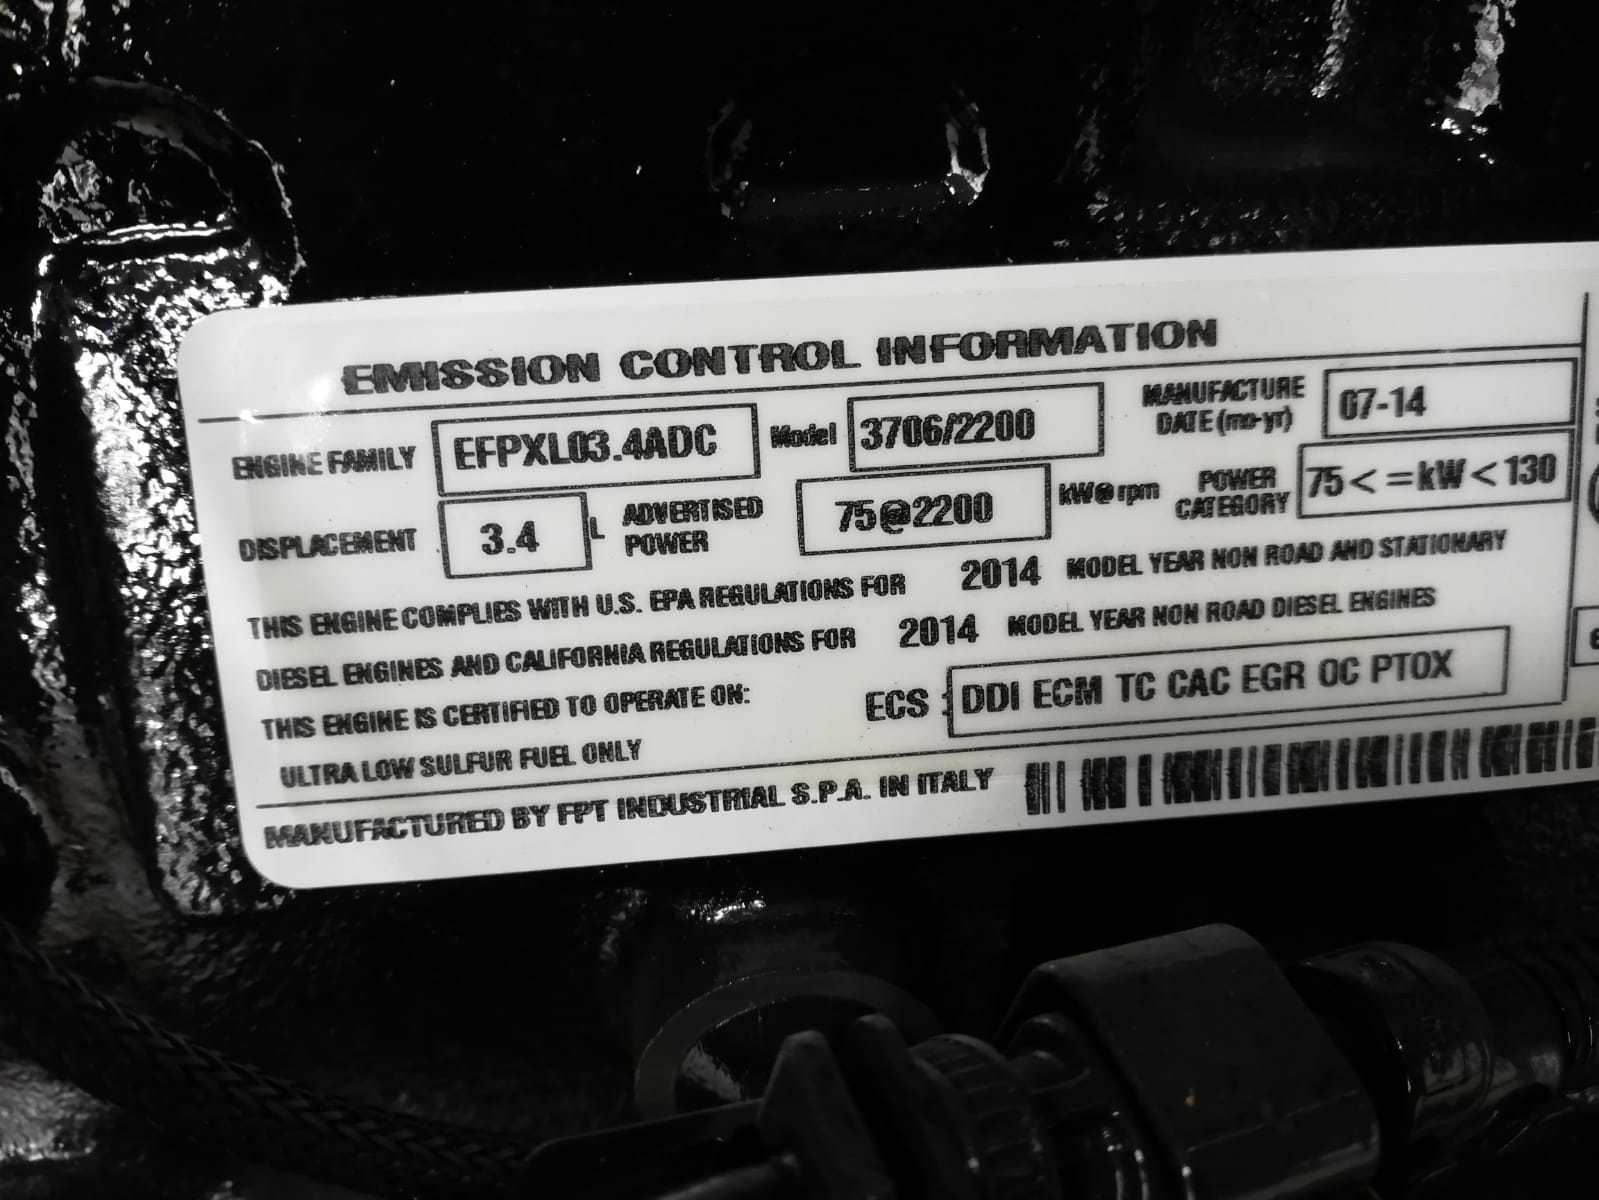 EMISSION CONTROL INFORMATION
ENGINE FAMILY EFPXL03.4ADC Model 3706/2200 MANUFACTURE DATE (mo-yr) 07-14
DISPLACEMENT 3.4 L ADVERTISED POWER 75@2200 kW@rpm POWER CATEGORY 75<=kW<130
THIS ENGINE COMPLIES WITH U.S. EPA REGULATIONS FOR 2014 MODEL YEAR NON ROAD AND STATIONARY
DIESEL ENGINES AND CALIFORNIA REGULATIONS FOR 2014 MODEL YEAR NON ROAD DIESEL ENGINES
THIS ENGINE IS CERTIFIED TO OPERATE ON: ECS : DDI ECM TC CAC EGR OC PTOX
ULTRA LOW SULFUR FUEL ONLY
MANUFACTURED BY FPT INDUSTRIAL S.P.A. IN ITALY